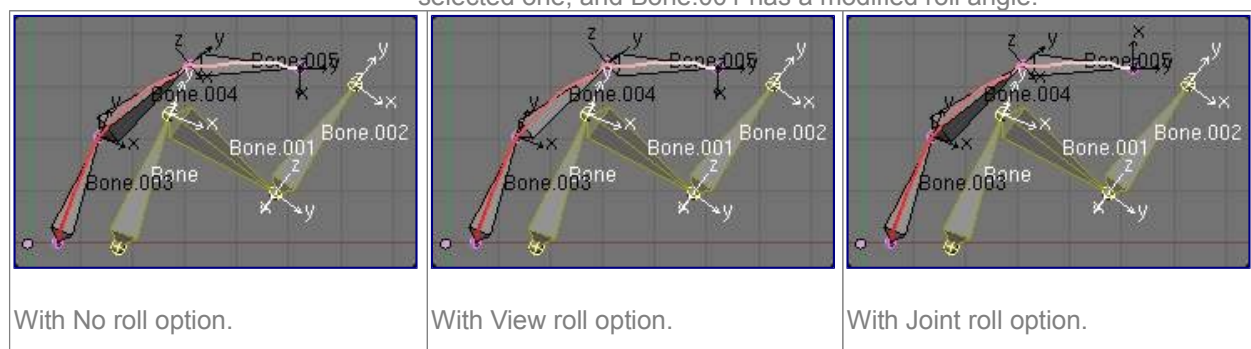 selected one, and Bone.001 has a modified roll angle.
z y
Bone.005 y
x x
y Bone.004
z x
x Bone.001 Bone.002
Bone.003 Bone
z
x y
y
z x
z y
Bone.005 y
x
Bone.004
z x
x Bone.001 Bone.002
Bone.003 Bone
z
x y
y
z x
x
z y
Bone.005 y
x
Bone.004
z x
x Bone.001 Bone.002
Bone.003 Bone
z
x y
y
z x
With No roll option.
With View roll option.
With Joint roll option.